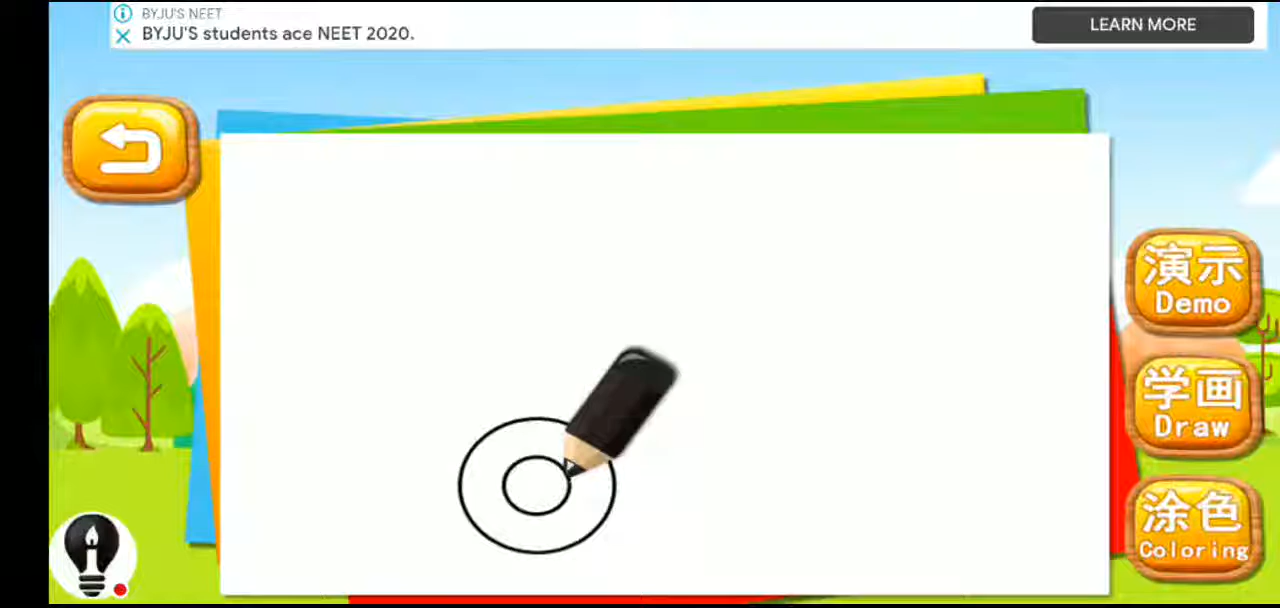 BYJU'S NEET
BYJU'S students ace NEET 2020.
LEARN MORE
演示
Demo
学画
Draw
涂色
Coloring